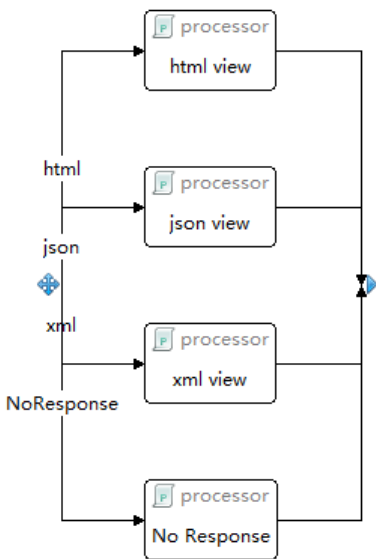 processor
html view
html
processor
json view
json
xml
processor
xml view
NoResponse
processor
No Response